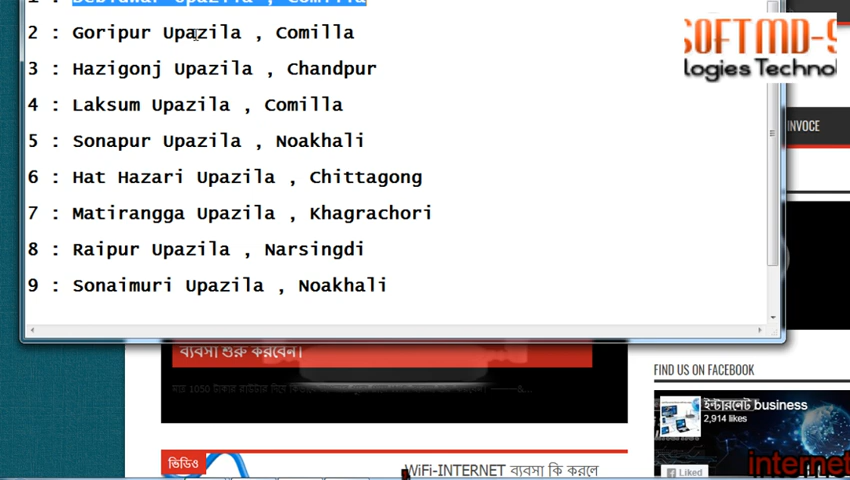 2 : Goripur Upazila , Comilla
3 : Hazigonj Upazila , Chandpur
4 : Laksum Upazila , Comilla
5 : Sonapur Upazila , Noakhali
6 : Hat Hazari Upazila , Chittagong
7 : Matirangga Upazila , Khagrachori
8 : Raipur Upazila , Narsingdi
9 : Sonaimuri Upazila , Noakhali
SOFTMD-
logies Techno
INVOCE
ব্যবসা শুরু করবেন।
FIND US ON FACEBOOK
ইন্টারনেট business
2,914 likes
Liked
ভিডিও
WiFi-INTERNET ব্যবসা কি করলে
internet